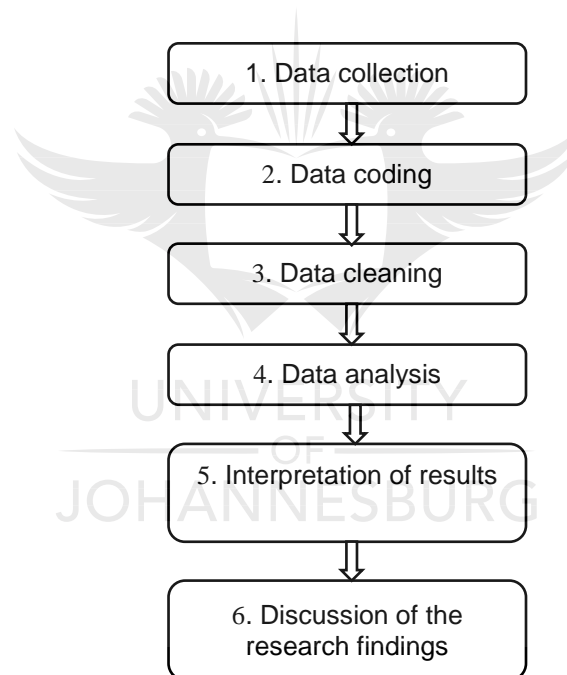 1. Data collection
2. Data coding
3. Data cleaning
4. Data analysis
UNIVERSITY
OF
5. Interpretation of results
JOHANNESBURG
6. Discussion of the
research findings